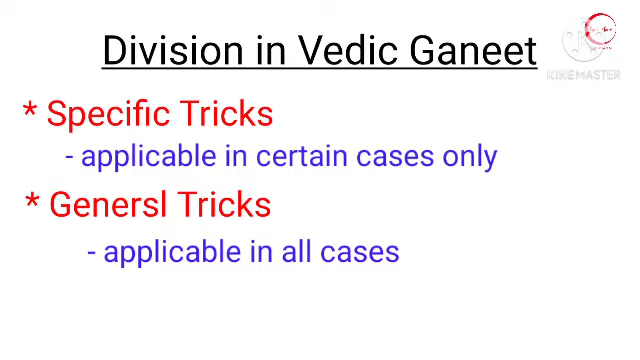 Division in Vedic Ganeet
KINEMASTER
* Specific Tricks
- applicable in certain cases only
* Genersl Tricks
- applicable in all cases